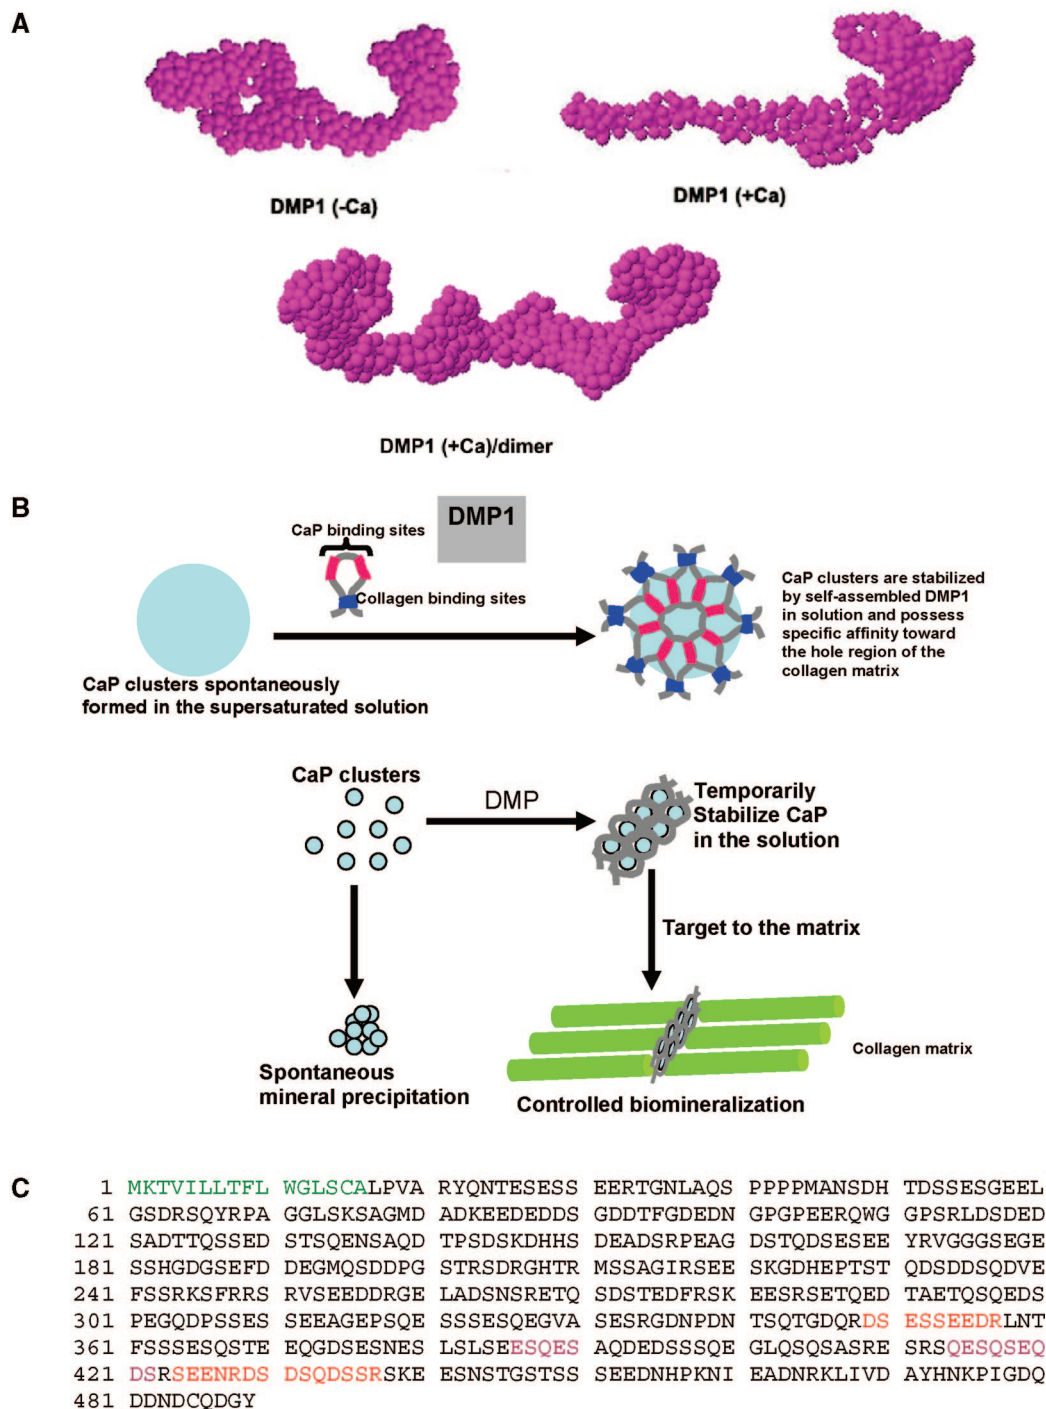 A
DMP1 (-Ca)
DMP1 (+Ca)
DMP1 (+Ca)/dimer
B
CaP binding sites
DMP1
Collagen binding sites
CaP clusters spontaneously
formed in the supersaturated solution
CaP clusters are stabilized
by self-assembled DMP1
in solution and possess
specific affinity toward
the hole region of the
collagen matrix
CaP clusters
DMP
Temporarily
Stabilize CaP
in the solution
Target to the matrix
Spontaneous
mineral precipitation
Collagen matrix
Controlled biomineralization
C
1 MKTVILLTFL WGLSCALPVA RYQNTESESS EERTGNLAQS PPPPMANSDH TDSSESGEEL
61 GSDRSQYRPA GGLSKSAGMD ADKEEDEDDS GDDTFGDEDN GPGPEERQWG GPSRLDSDED
121 SADTTQSSED STSQENSAQD TPSDSKDHHS DEADSRPEAG DSTQDSESEE YRVGGGSEGE
181 SSHGDGSEFD DEGMQSDDPG STRSDRGHTR MSSAGIRSEE SKGDHEPTST QDSDDSQDVE
241 FSSRKSFRRS RVSEEDDRGE LADSNSRETQ SDSTEDFRSK EESRSETQED TAETQSQEDS
301 PEGQDPSSES SEEAGEPSQE SSSESQEGVA SESRGDNPDN TSQTGDQRDS ESSEEDRLNT
361 FSSSESQSTE EQGDSESNES LSLSEESQES AQDEDSSSQE GLQSQSASRE SRSQESQSEQ
421 DSRSEENRDS DSQDSSRSKE ESNSTGSTSS SEEDNHPKNI EADNRKLIVD AYHNKPIGDQ
481 DDNDCQDGY